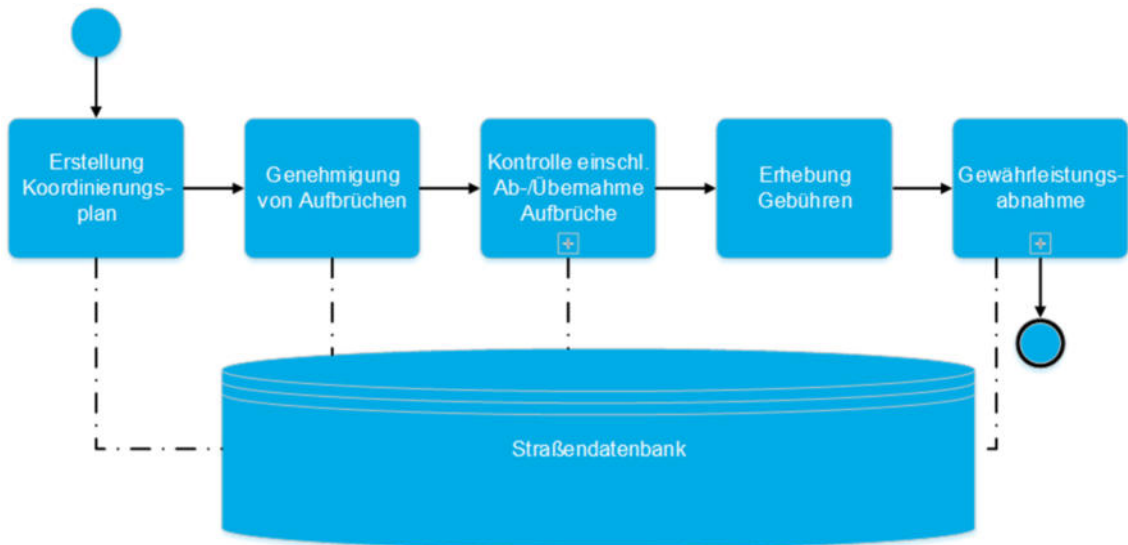 Erstellung
Koordinierungs-
plan
Genehmigung
von Aufbrüchen
Kontrolle einschl.
Ab-/Übernahme
Aufbrüche
Erhebung
Gebühren
Gewährleistungs-
abnahme
Straßendatenbank